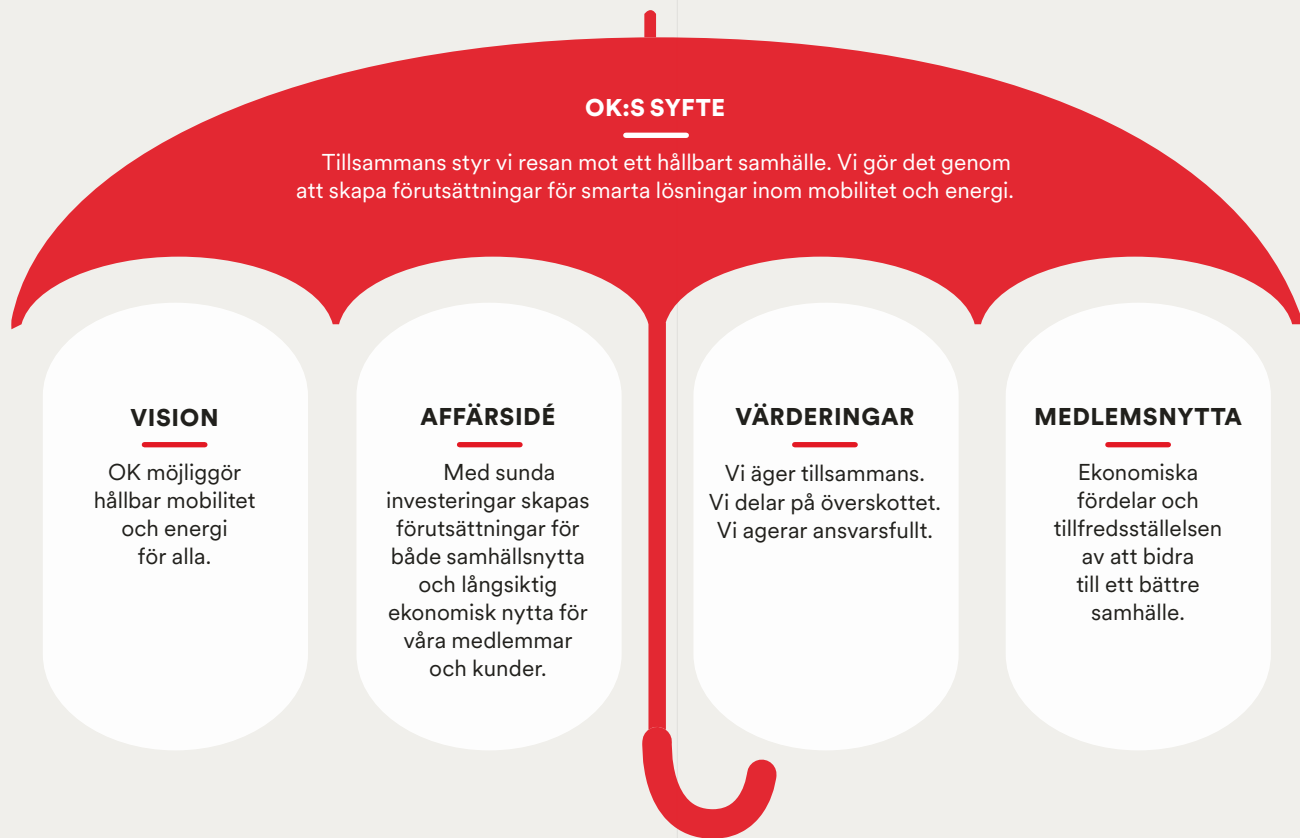 OK:S SYFTE
Tillsammans styr vi resan mot ett hållbart samhälle. Vi gör det genom
att skapa förutsättningar för smarta lösningar inom mobilitet och energi.
VISION
OK möjliggör
hållbar mobilitet
och energi
för alla.
AFFÄRSIDÉ
Med sunda
investeringar skapas
förutsättningar för
både samhällsnytta
och långsiktig
ekonomisk nytta för
våra medlemmar
och kunder.
VÄRDERINGAR
Vi äger tillsammans.
Vi delar på överskottet.
Vi agerar ansvarsfullt.
MEDLEMSNYTTA
Ekonomiska
fördelar och
tillfredsställelsen
av att bidra
till ett bättre
samhälle.